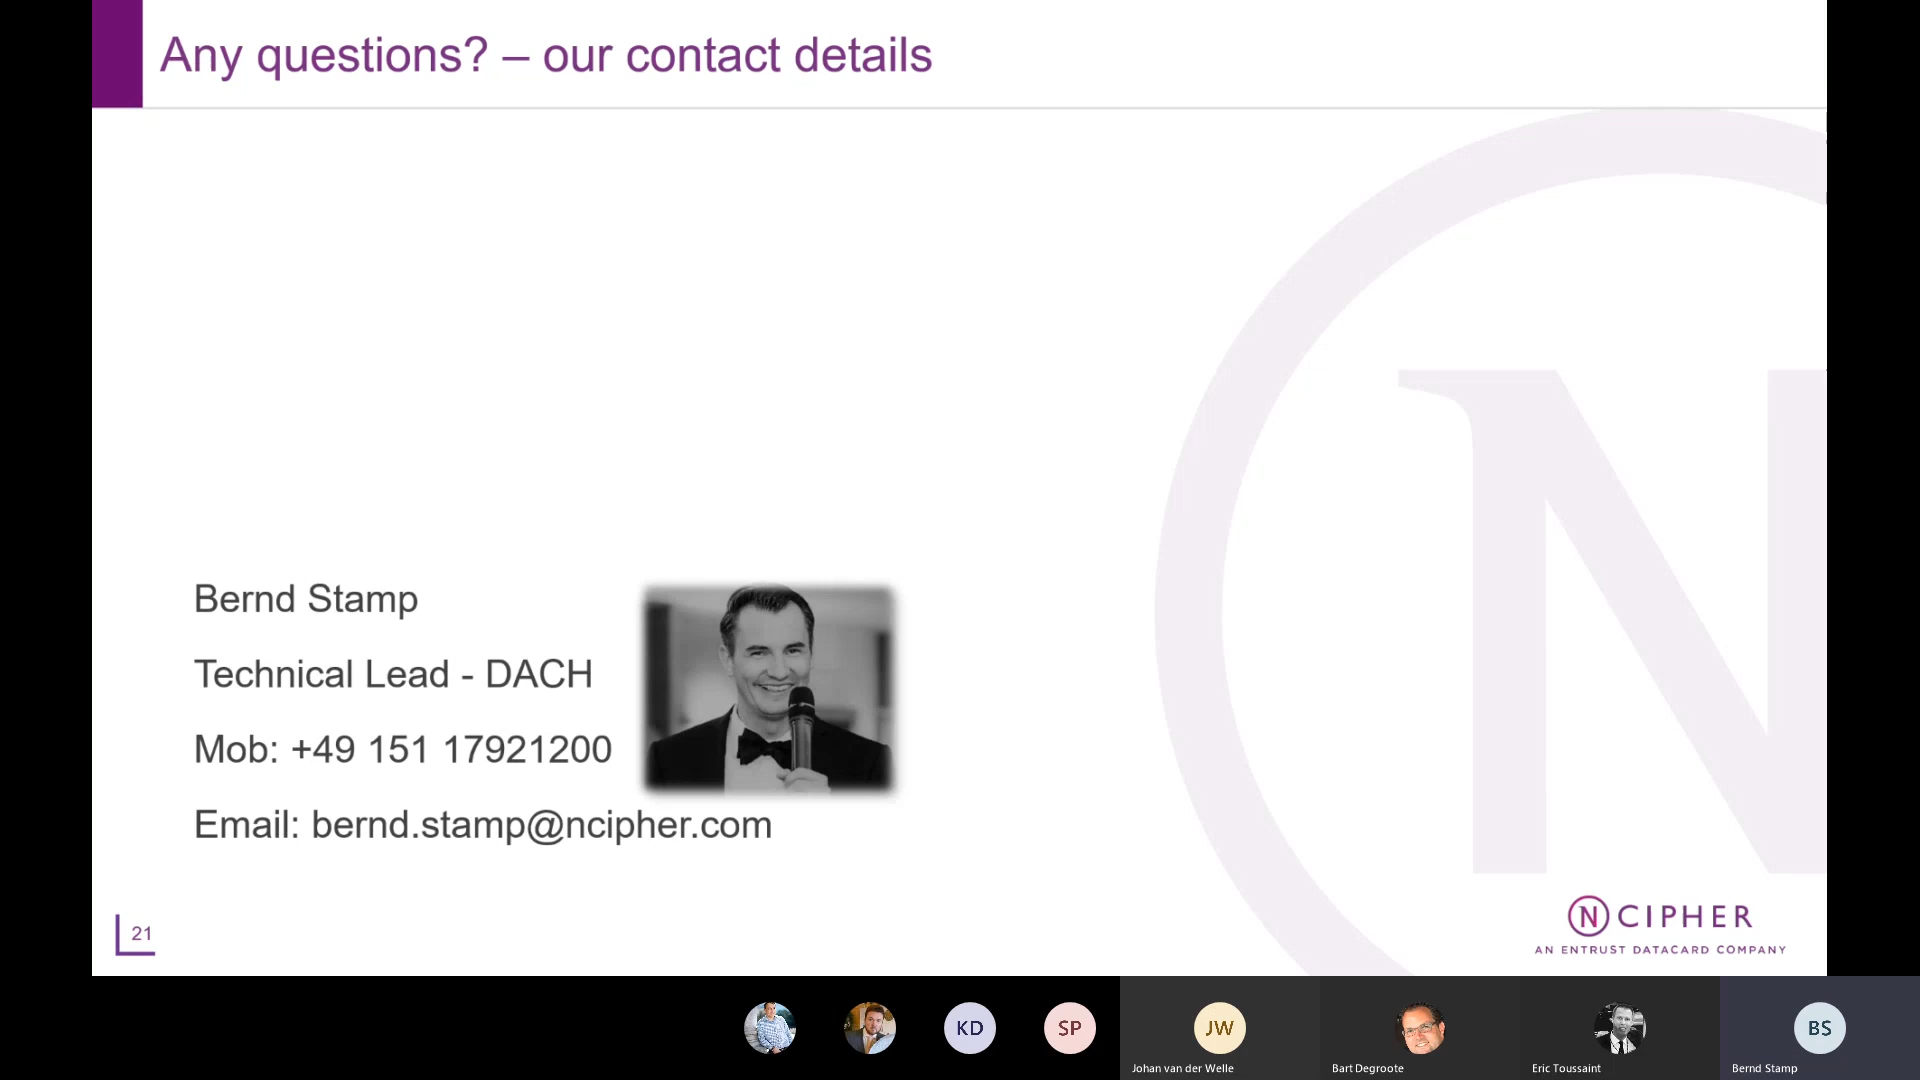 Any questions? – our contact details
Bernd Stamp
Technical Lead - DACH
Mob: +49 151 17921200
Email: bernd.stamp@ncipher.com
21
N CIPHER
AN ENTRUST DATACARD COMPANY
N
KD
SP
JW
BS
Johan van der Welle
Bart Degroote
Eric Toussaint
Bernd Stamp